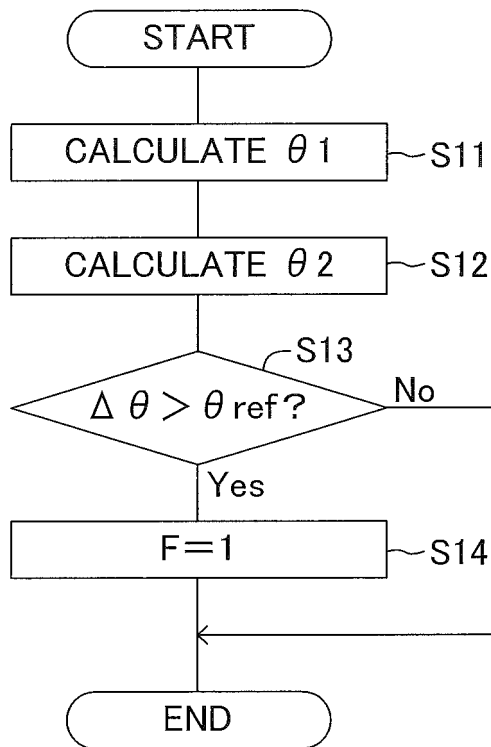 START
CALCULATE θ1
S11
CALCULATE θ2
S12
S13
Δθ>θref?
No
Yes
F=1
S14
END